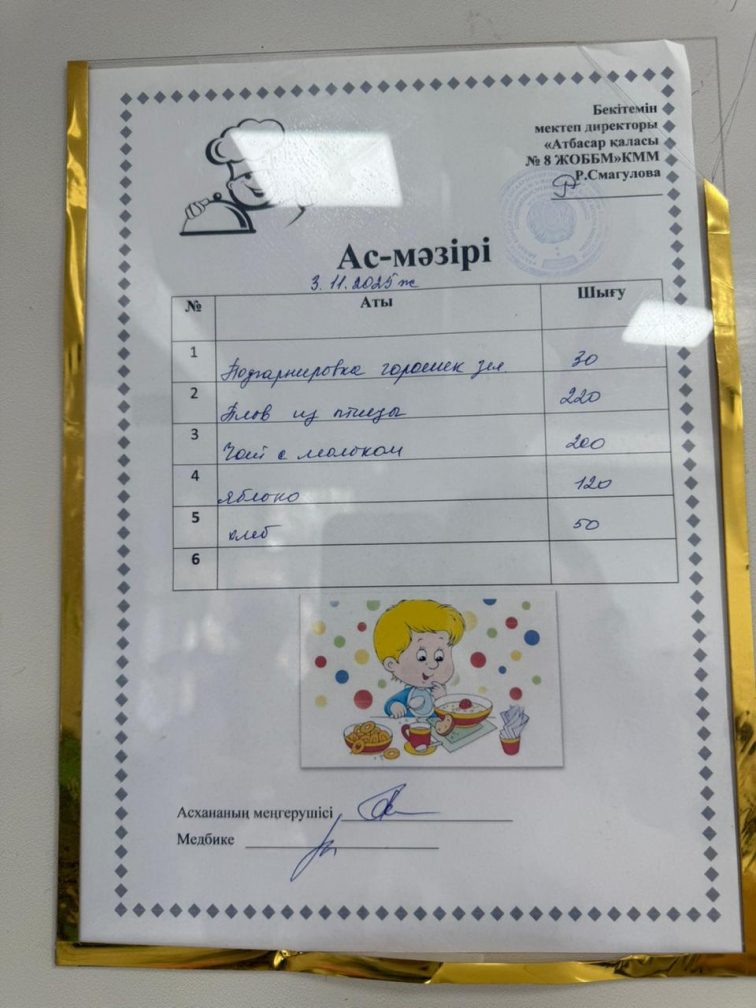 Бекітемін
мектеп директоры
«Атбасар қаласы
№ 8 ЖОББМ»КММ
Р.Смагулова
Ас-мәзірі
3.11.2025ж
№ Аты Шығу
1 Подгарнировка горошек зел. 30
2 Плов из птицы 220
3 Чай с молоком 200
4 яблоко 120
5 хлеб 50
6
Асхананың меңгерушісі
Медбике